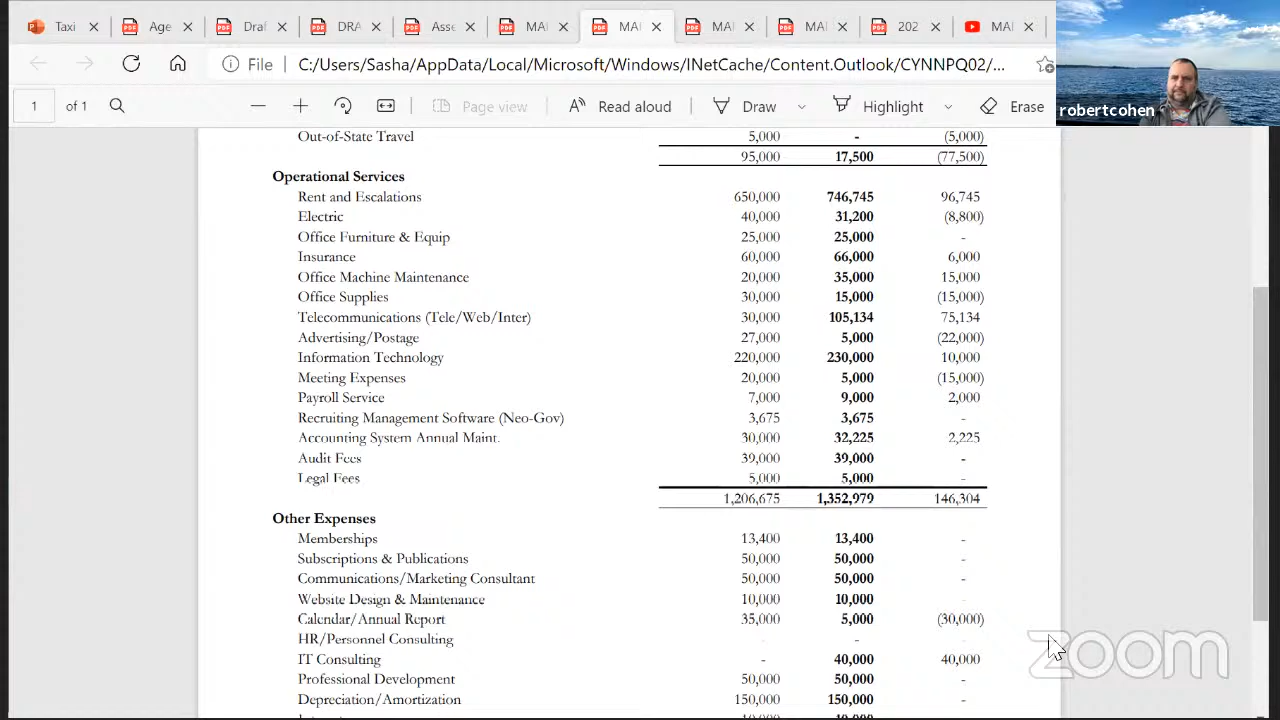 Taxi Age Draf DRA Asse MAI MAI MAI MAI 202 MAI
File C:/Users/Sasha/AppData/Local/Microsoft/Windows/INetCache/Content.Outlook/CYNNPQ02/...
1 of 1 Page view Read aloud Draw Highlight Erase
robertcohen
Out-of-State Travel 5,000 - (5,000)
95,000 17,500 (77,500)
Operational Services
Rent and Escalations 650,000 746,745 96,745
Electric 40,000 31,200 (8,800)
Office Furniture & Equip 25,000 25,000 -
Insurance 60,000 66,000 6,000
Office Machine Maintenance 20,000 35,000 15,000
Office Supplies 30,000 15,000 (15,000)
Telecommunications (Tele/Web/Inter) 30,000 105,134 75,134
Advertising/Postage 27,000 5,000 (22,000)
Information Technology 220,000 230,000 10,000
Meeting Expenses 20,000 5,000 (15,000)
Payroll Service 7,000 9,000 2,000
Recruiting Management Software (Neo-Gov) 3,675 3,675 -
Accounting System Annual Maint. 30,000 32,225 2,225
Audit Fees 39,000 39,000 -
Legal Fees 5,000 5,000 -
1,206,675 1,352,979 146,304
Other Expenses
Memberships 13,400 13,400 -
Subscriptions & Publications 50,000 50,000 -
Communications/Marketing Consultant 50,000 50,000 -
Website Design & Maintenance 10,000 10,000 -
Calendar/Annual Report 35,000 5,000 (30,000)
HR/Personnel Consulting - - -
IT Consulting - 40,000 40,000
Professional Development 50,000 50,000 -
Depreciation/Amortization 150,000 150,000 -
zoom